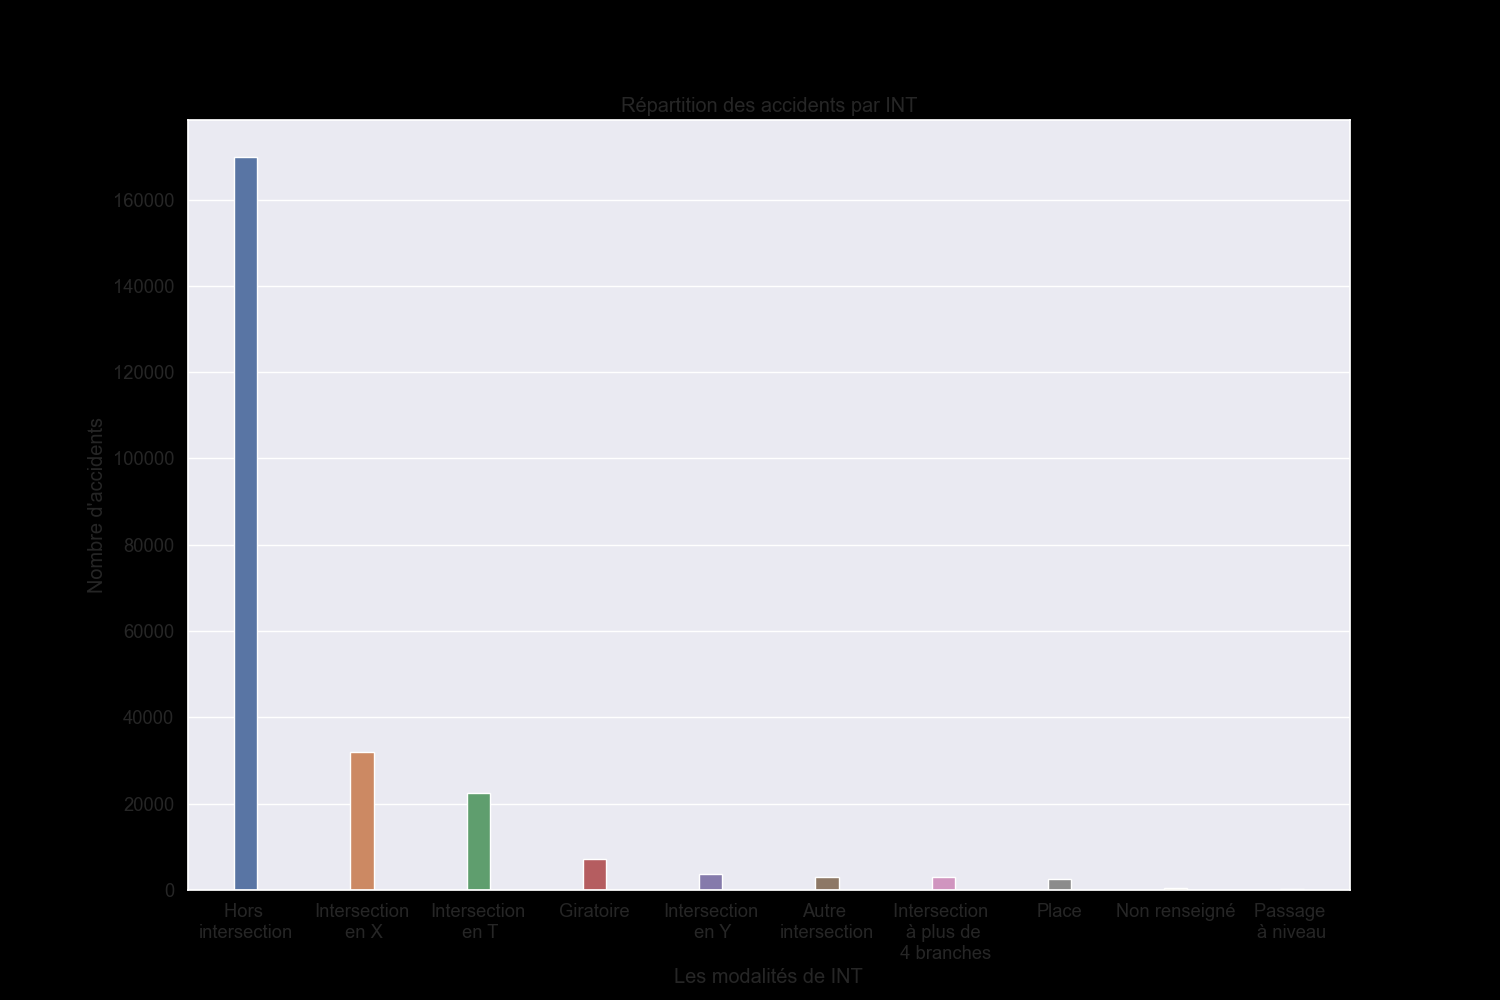 Répartition des accidents par INT
160000
140000
120000
100000
80000
60000
40000
20000
0
Nombre d'accidents
Hors
intersection
Intersection
en X
Intersection
en T
Giratoire
Intersection
en Y
Autre
intersection
Intersection
à plus de
4 branches
Place
Non renseigné
Passage
à niveau
Les modalités de INT